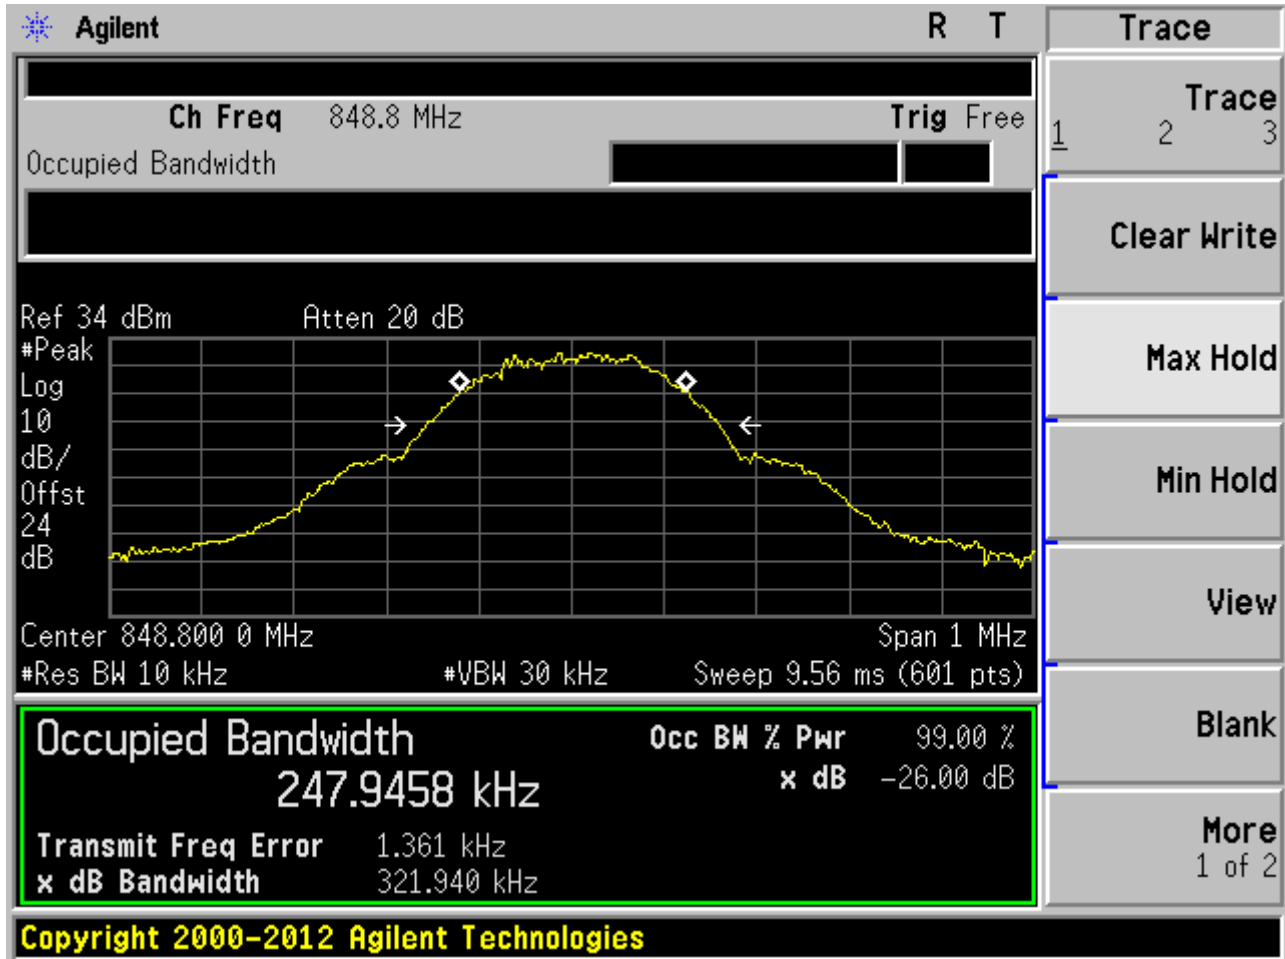 Agilent R T
Ch Freq 848.8 MHz Trig Free
Occupied Bandwidth
Ref 34 dBm Atten 20 dB
#Peak
Log
10
dB/
Offst
24
dB
Center 848.800 0 MHz Span 1 MHz
#Res BW 10 kHz #VBW 30 kHz Sweep 9.56 ms (601 pts)
Occupied Bandwidth Occ BW % Pwr 99.00 %
247.9458 kHz x dB -26.00 dB
Transmit Freq Error 1.361 kHz
x dB Bandwidth 321.940 kHz
Copyright 2000-2012 Agilent Technologies
Trace
Trace
1 2 3
Clear Write
Max Hold
Min Hold
View
Blank
More
1 of 2